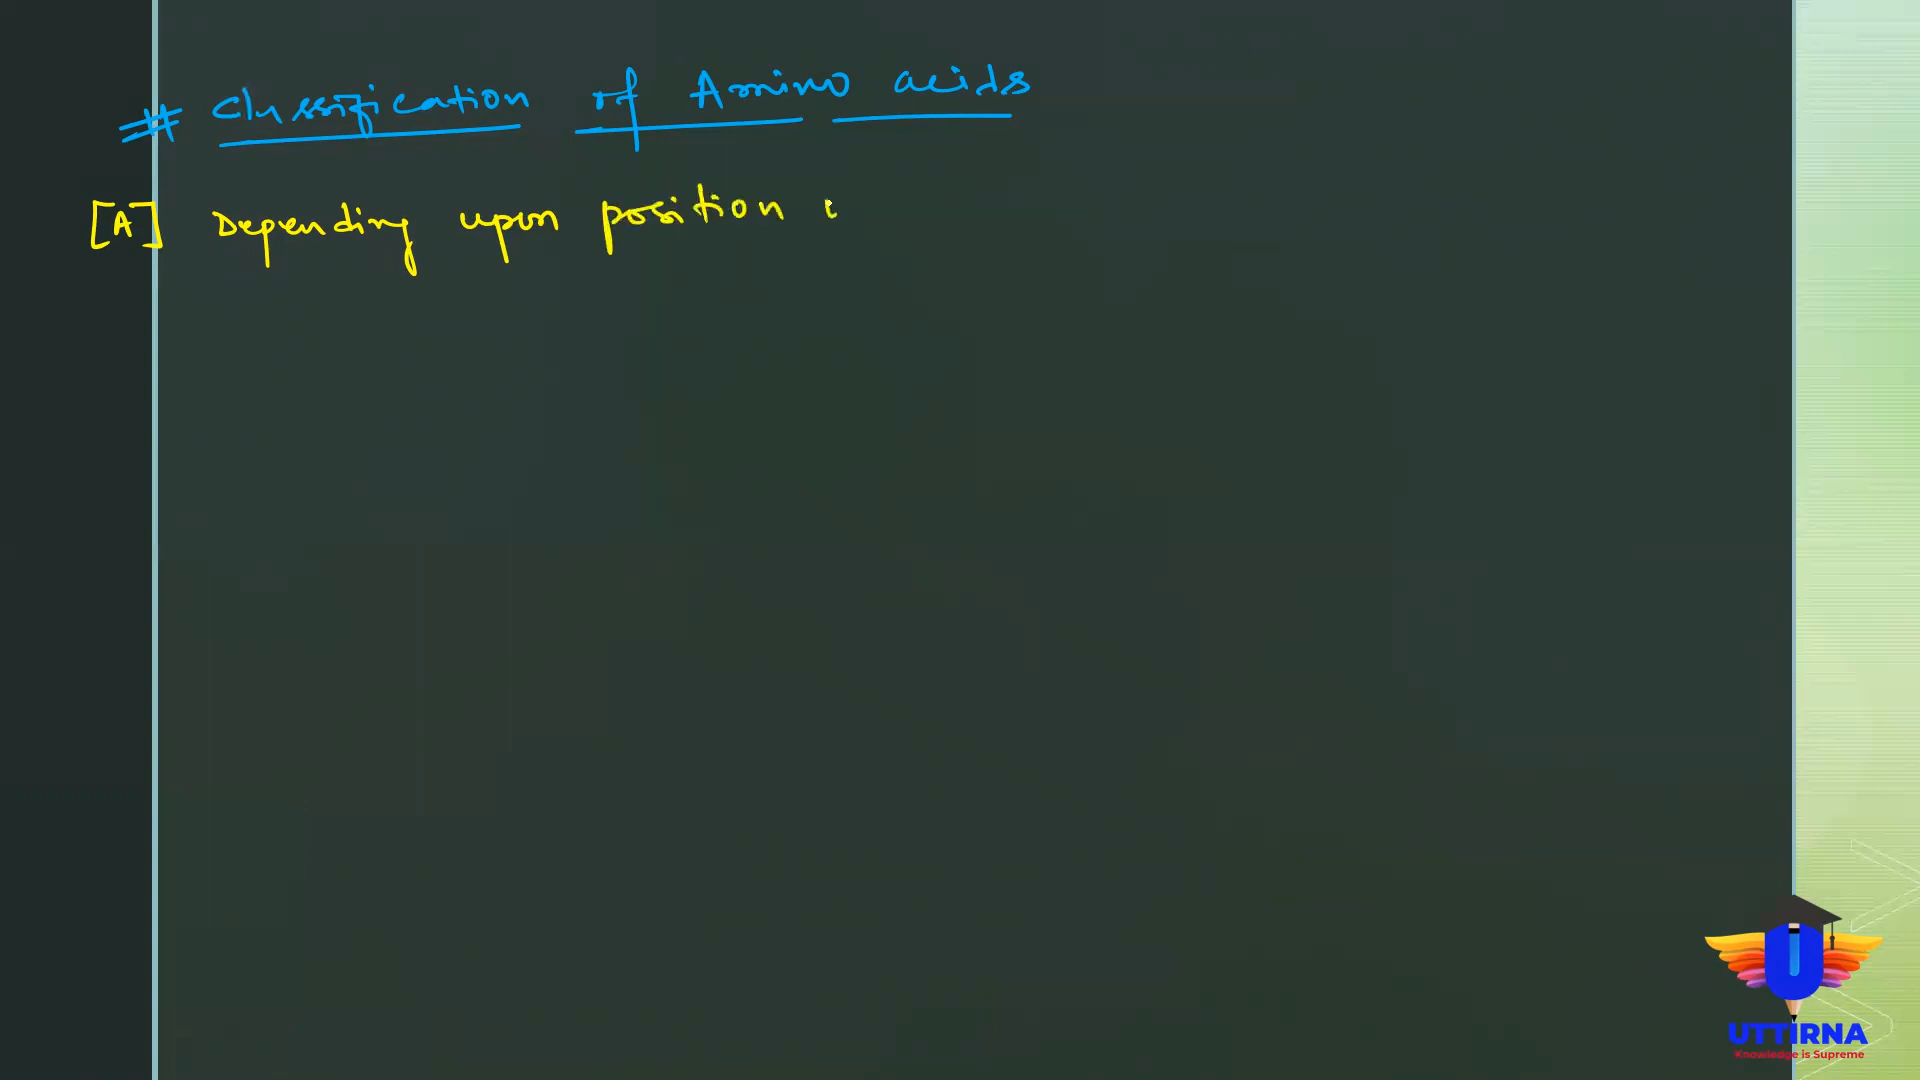 # Classification of Amino acids
[A] Depending upon position
UTTIRNA
Knowledge is Supreme